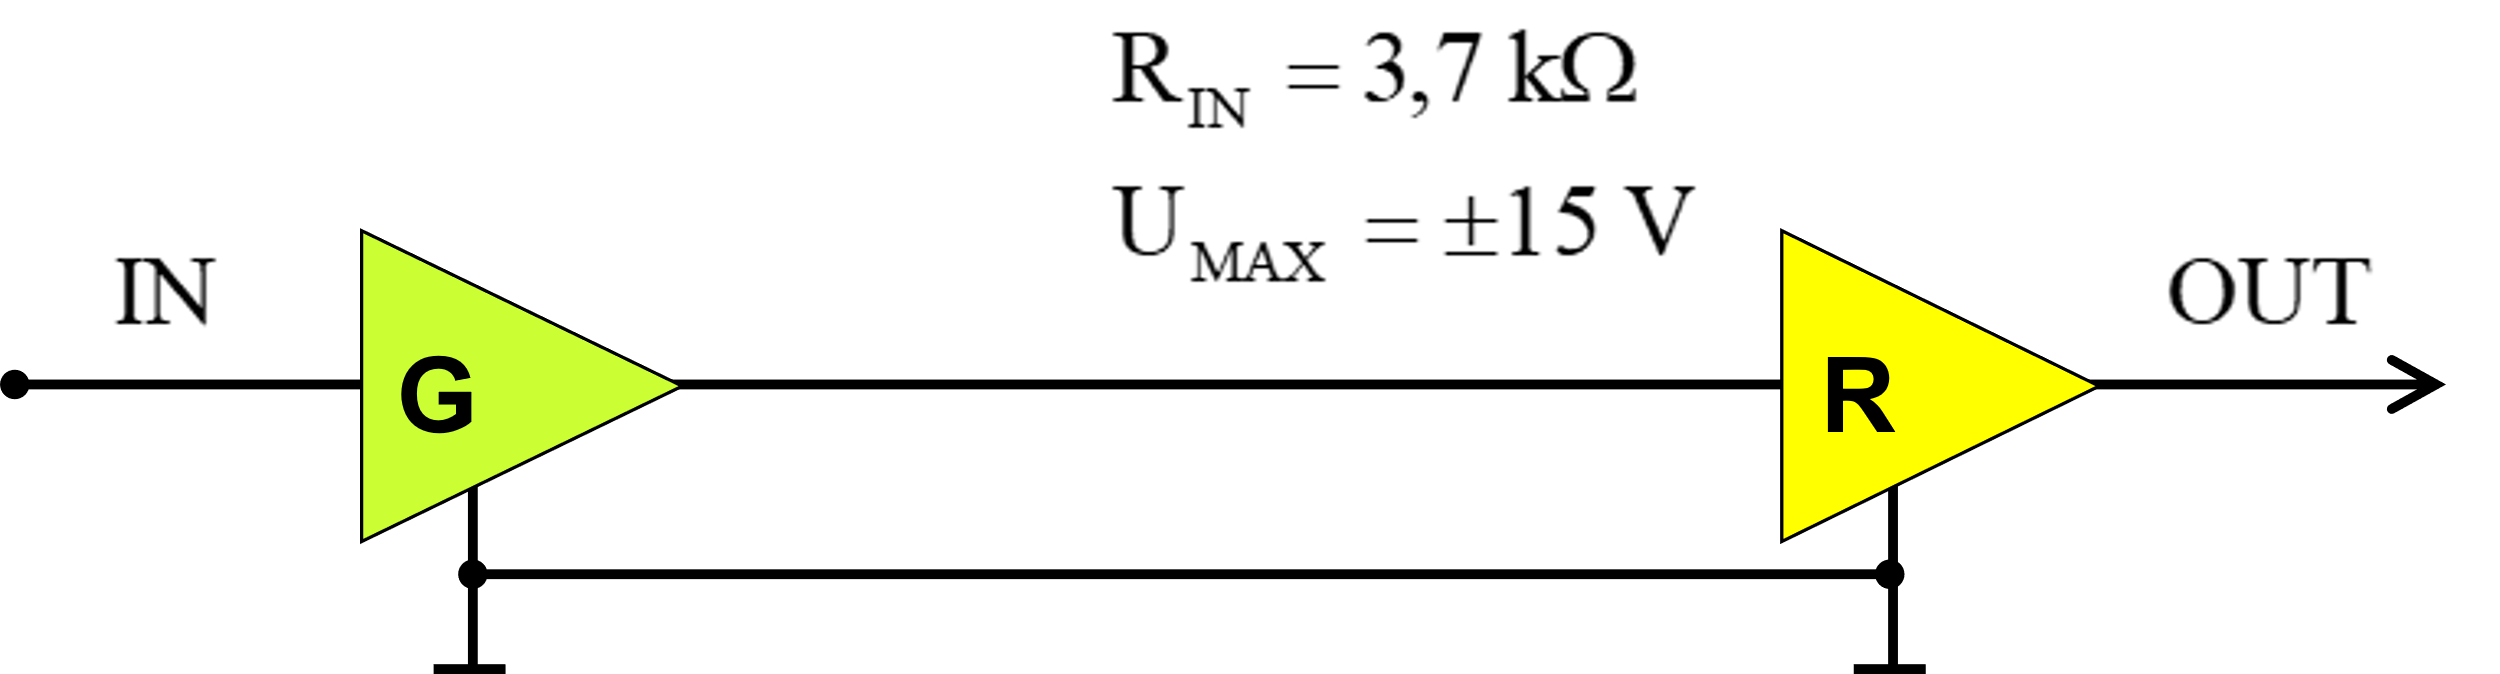 R_IN = 3,7 kΩ
U_MAX = ±15 V
IN
OUT
G
R